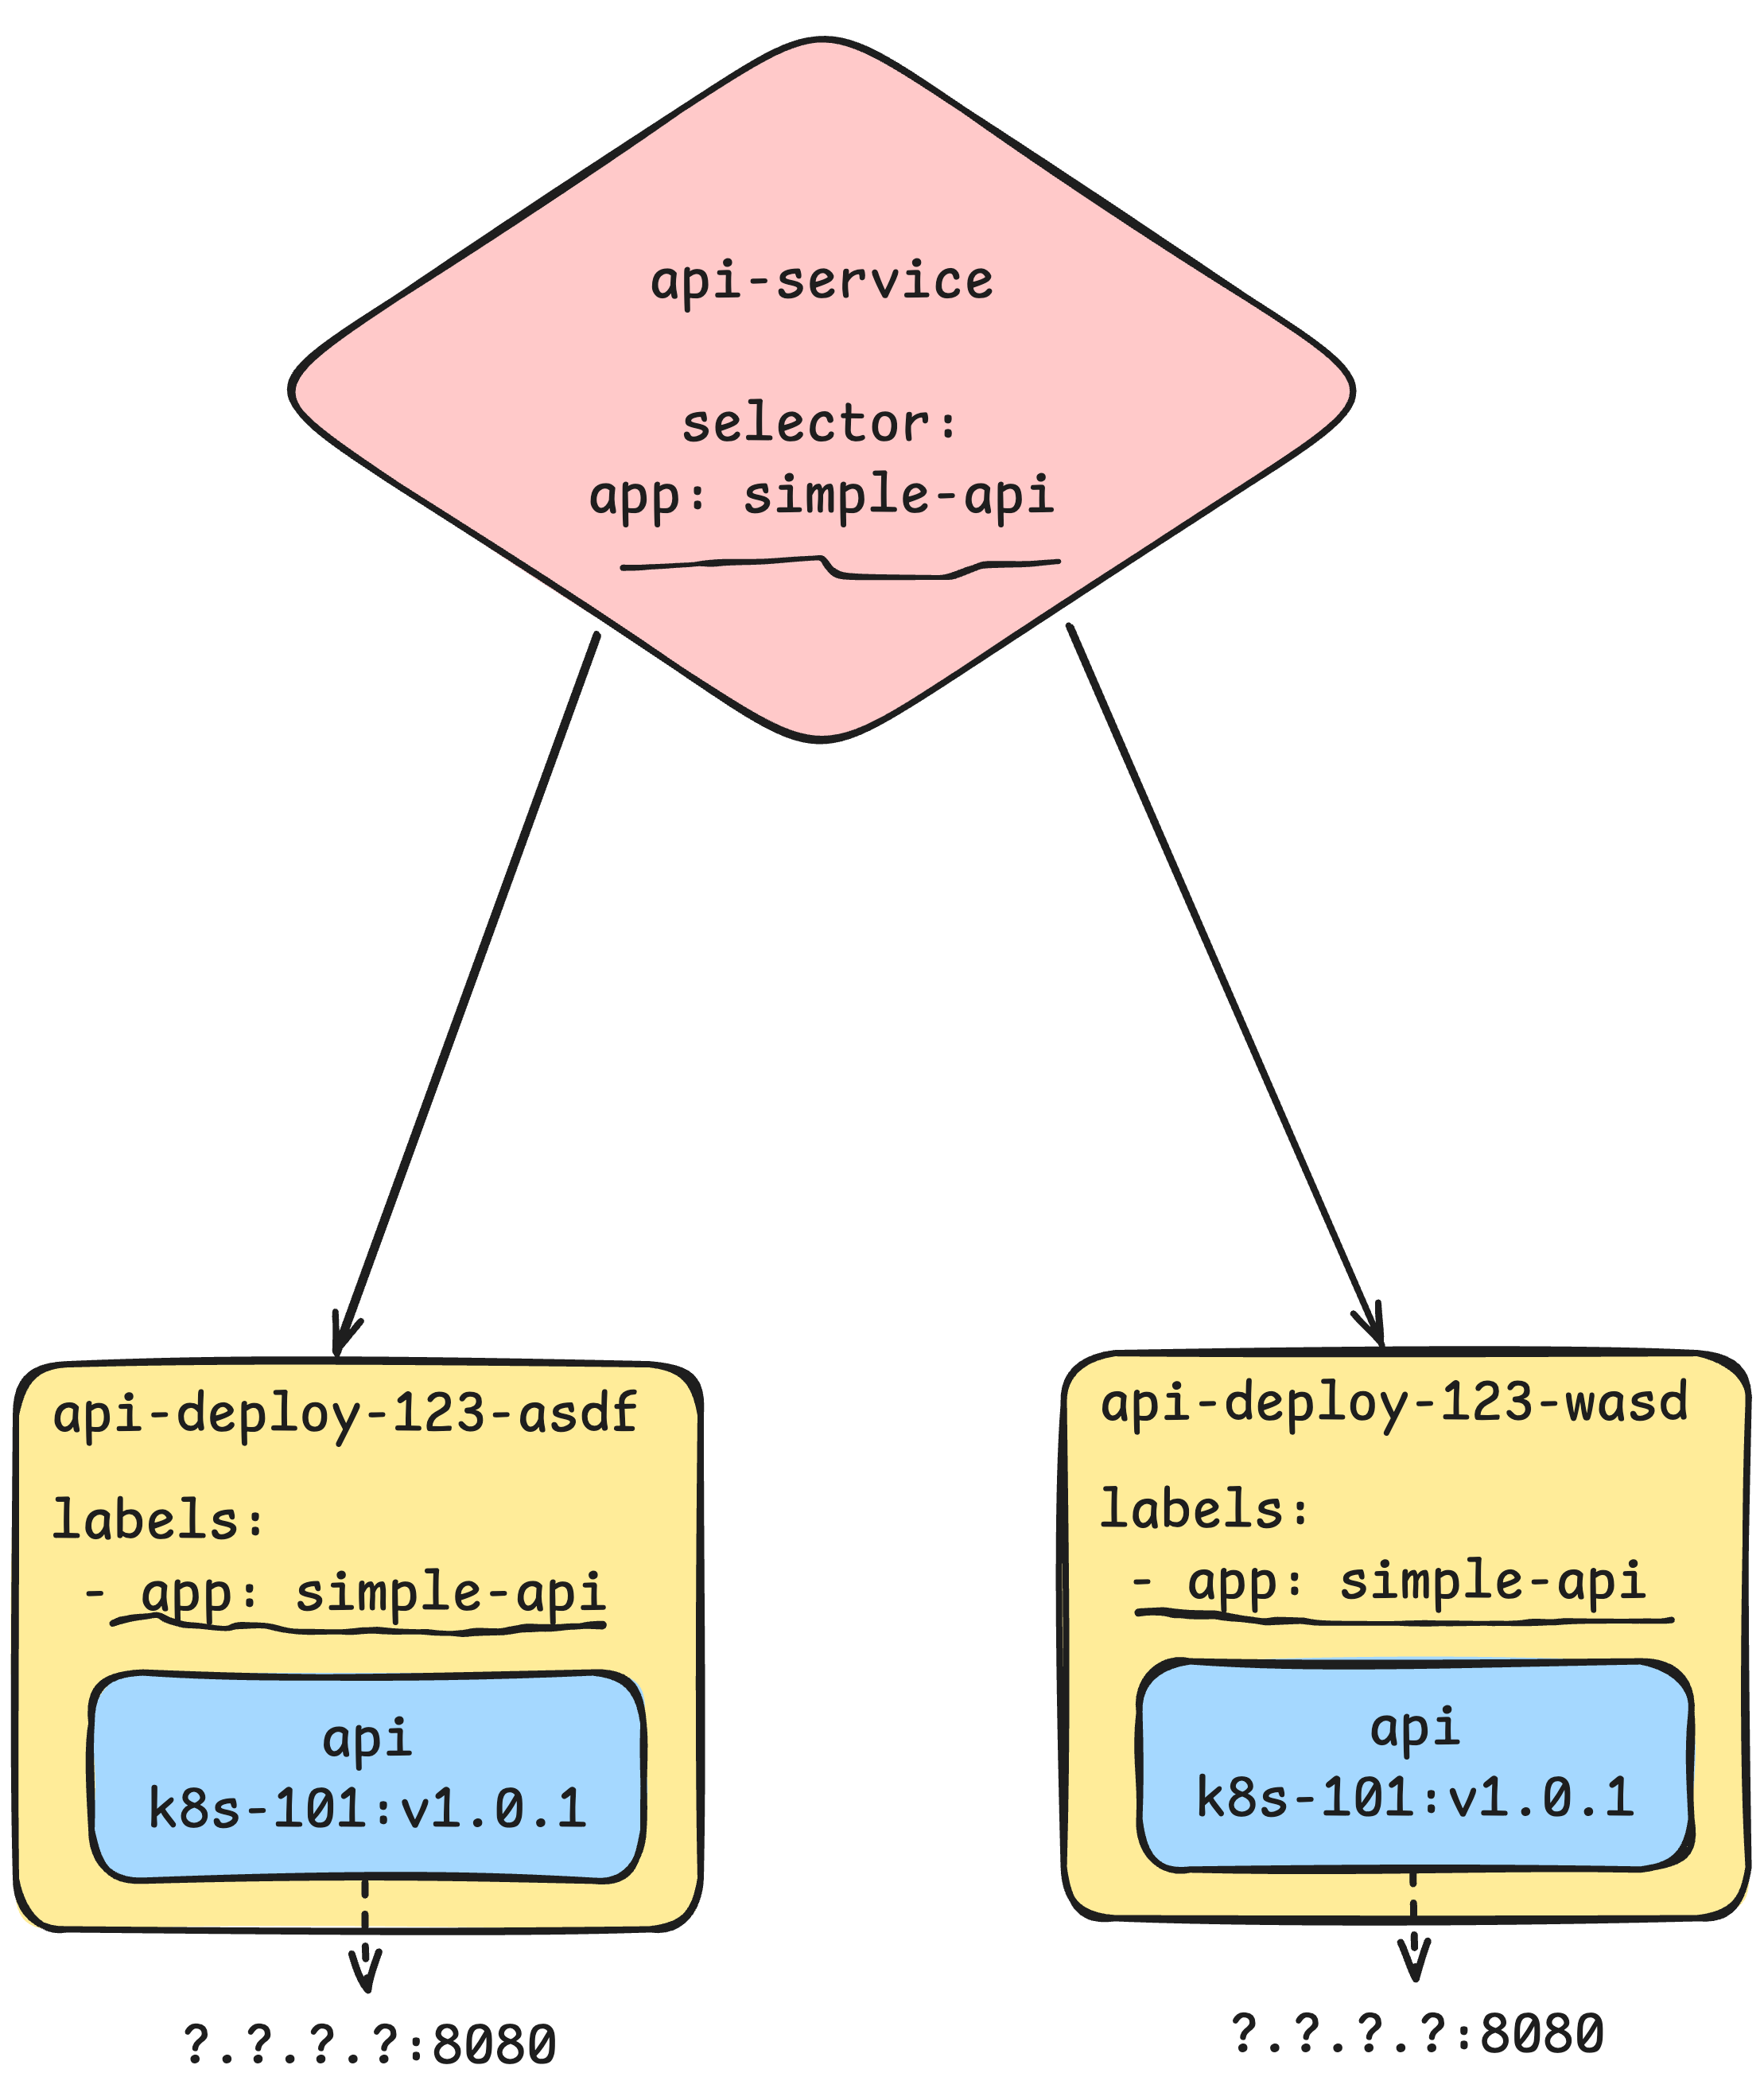 api-service
selector:
app: simple-api
api-deploy-123-asdf
labels:
- app: simple-api
api
k8s-101:v1.0.1
?.?.?.?:8080
api-deploy-123-wasd
labels:
- app: simple-api
api
k8s-101:v1.0.1
?.?.?.?:8080